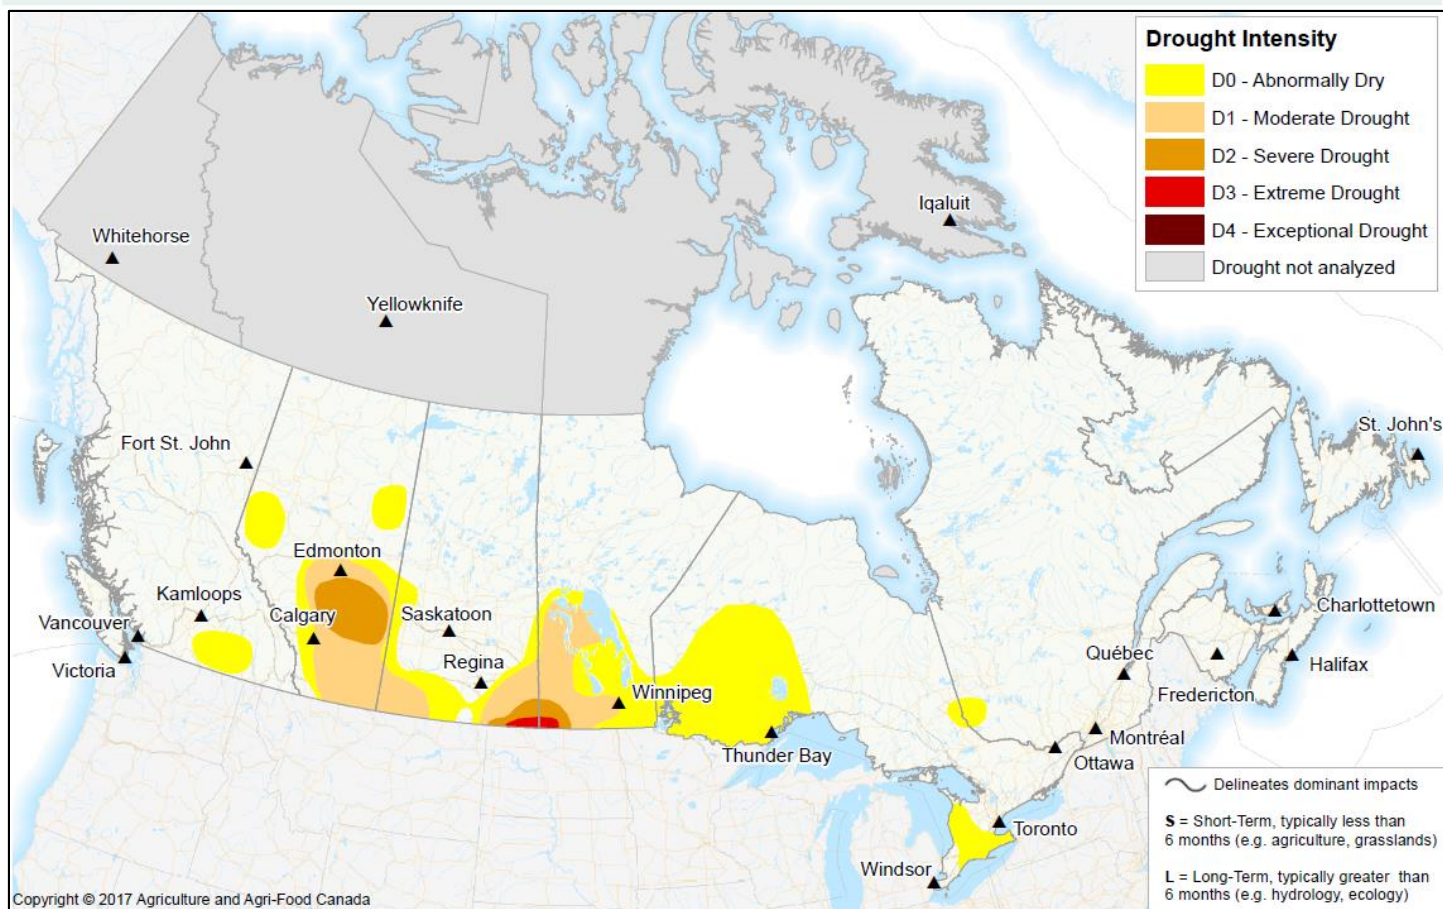 Drought Intensity
D0 - Abnormally Dry
D1 - Moderate Drought
D2 - Severe Drought
D3 - Extreme Drought
D4 - Exceptional Drought
Drought not analyzed
Iqaluit
Whitehorse
Yellowknife
St. John's
Fort St. John
Edmonton
Kamloops
Calgary
Saskatoon
Vancouver
Victoria
Regina
Winnipeg
Thunder Bay
Charlottetown
Québec
Halifax
Fredericton
Montréal
Ottawa
Toronto
Windsor
Delineates dominant impacts
S = Short-Term, typically less than
6 months (e.g. agriculture, grasslands)
L = Long-Term, typically greater than
6 months (e.g. hydrology, ecology)
Copyright © 2017 Agriculture and Agri-Food Canada